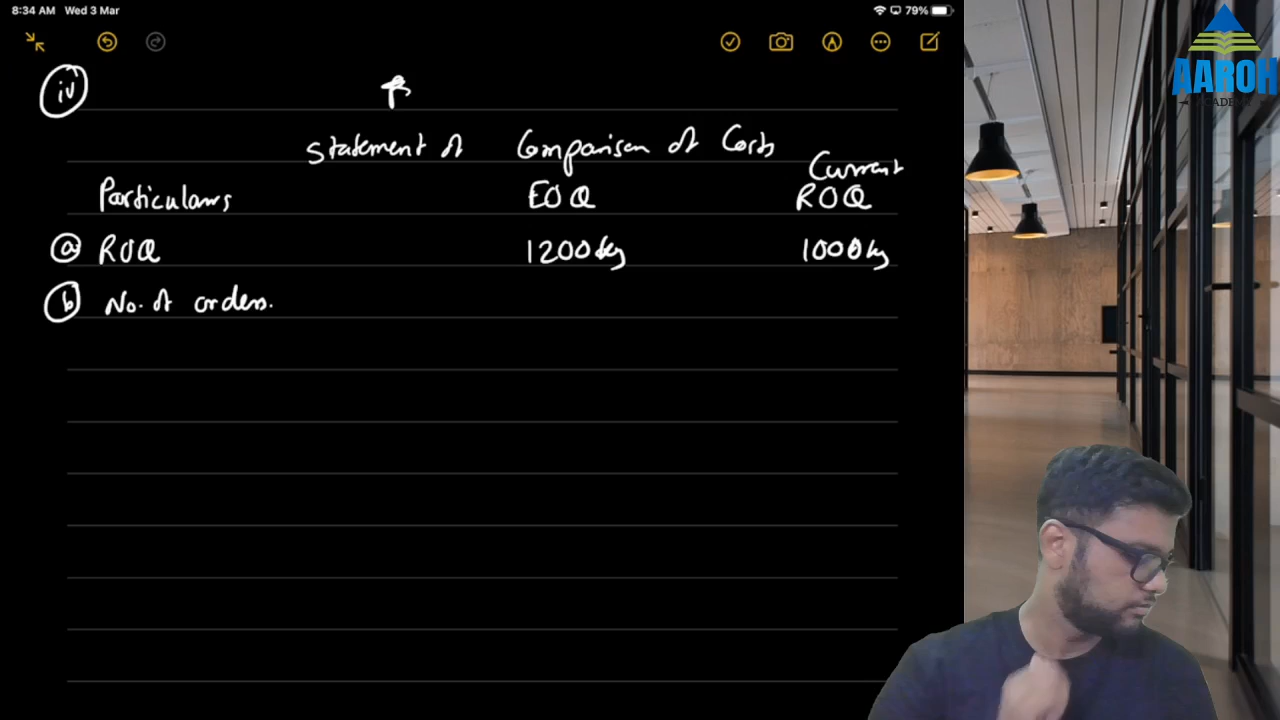 8:34 AM Wed 3 Mar 79%
AAROH
ACADEMY
iv
Statement of Comparison of Costs
Particulars EOQ Current ROQ
a ROQ 1200kg 1000kg
b No. of orders.